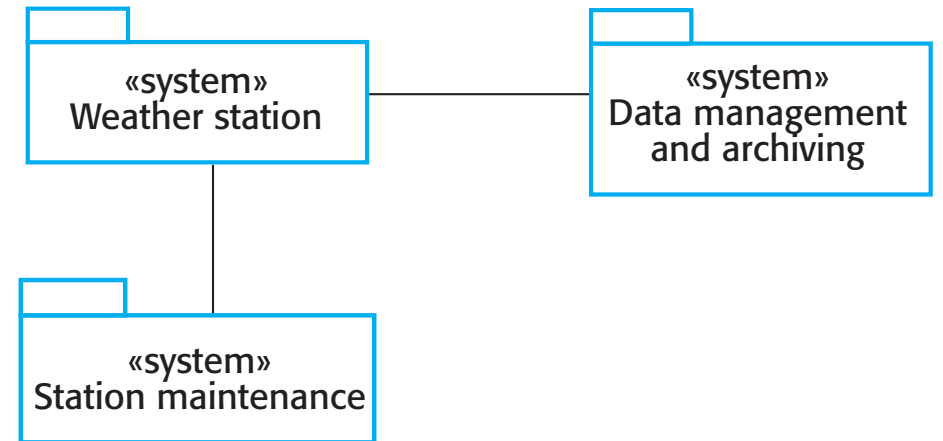 «system»
Weather station
«system»
Data management
and archiving
«system»
Station maintenance